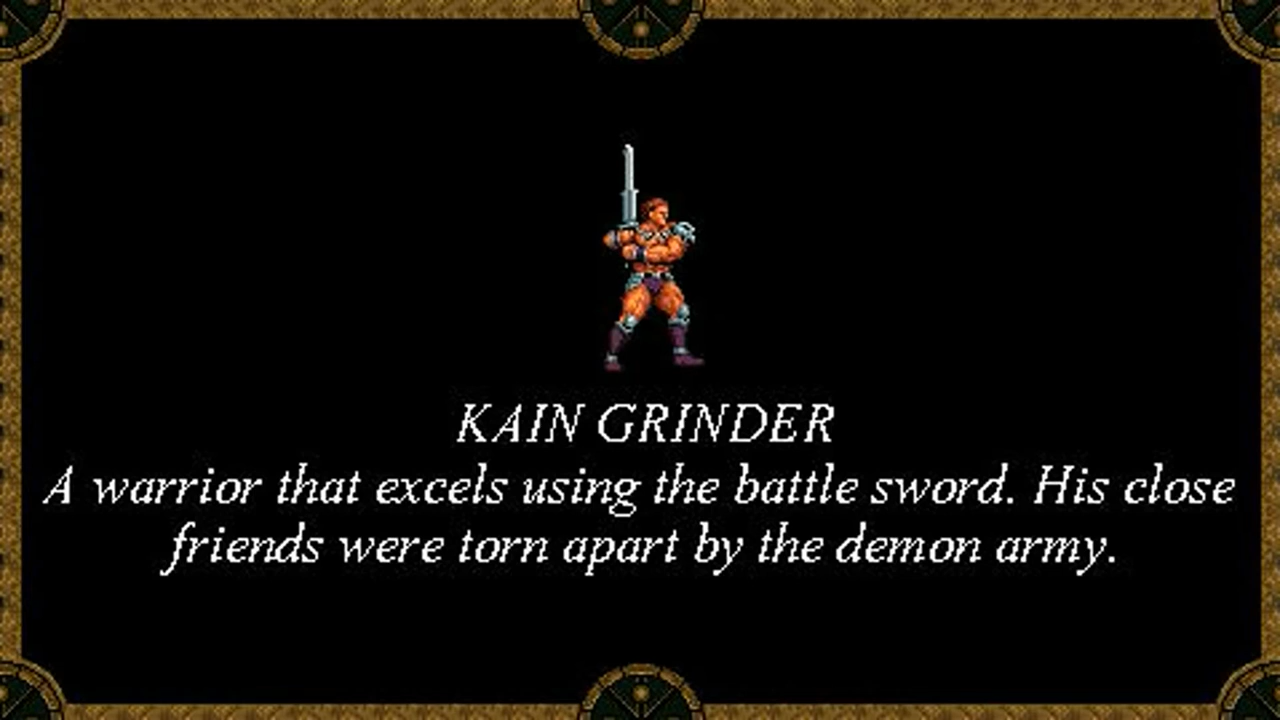 KAIN GRINDER
A warrior that excels using the battle sword. His close
friends were torn apart by the demon army.